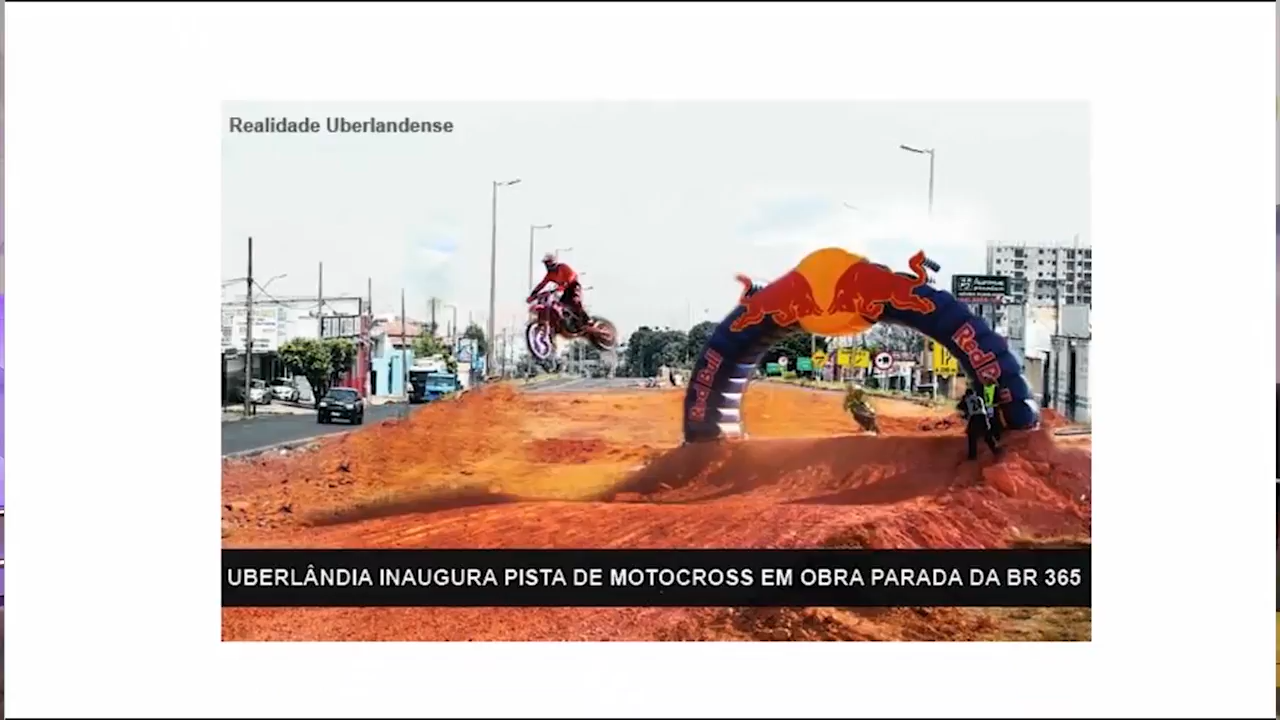 Realidade Uberlandense
Red Bull
Red Bull
UBERLÂNDIA INAUGURA PISTA DE MOTOCROSS EM OBRA PARADA DA BR 365